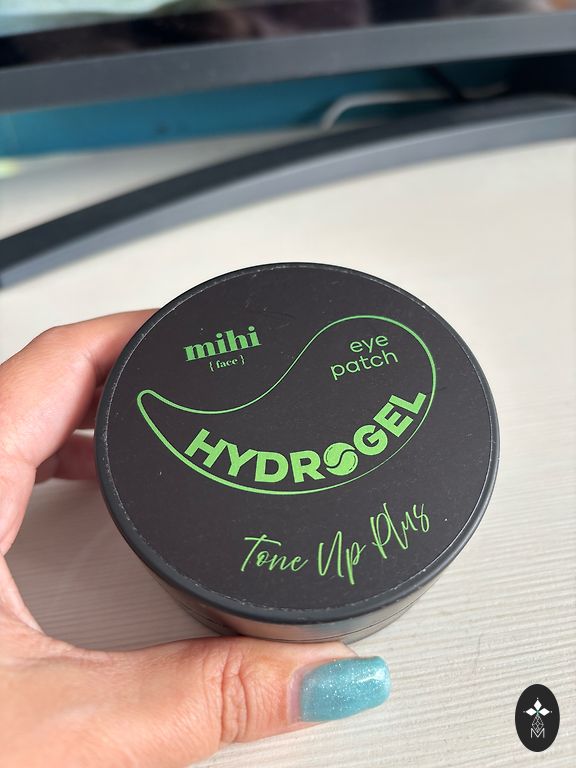 mihi
{ face }
eye
patch
HYDROGEL
Tone Up Plus
M